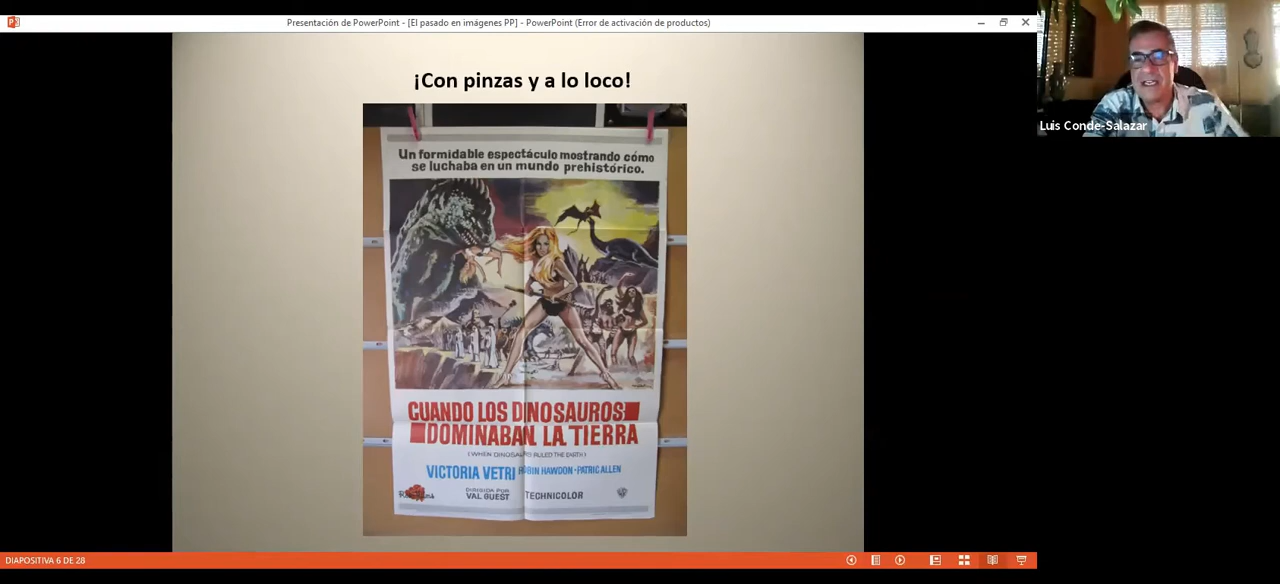 Presentación de PowerPoint - [El pasado en imágenes PP] - PowerPoint (Error de activación de productos)
¡Con pinzas y a lo loco!
Un formidable espectáculo mostrando cómo
se luchaba en un mundo prehistórico.
CUANDO LOS DINOSAUROS
DOMINABAN LA TIERRA
(WHEN DINOSAURS RULED THE EARTH)
VICTORIA VETRI ROBIN HAWDON · PATRIC ALLEN
DIRIGIDA POR
VAL GUEST
TECHNICOLOR
Luis Conde-Salazar
DIAPOSITIVA 6 DE 28